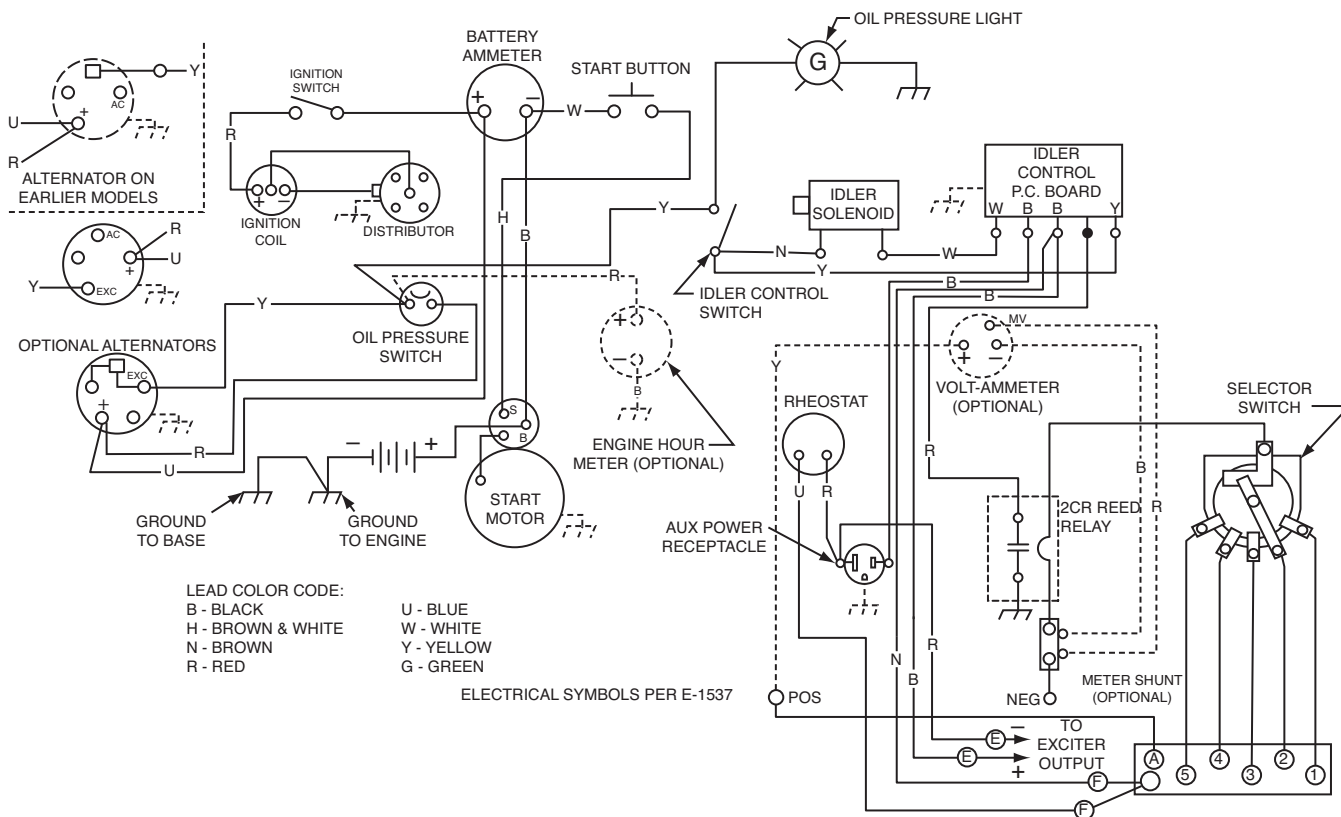 OIL PRESSURE LIGHT
G
BATTERY
AMMETER
+
−
START BUTTON
IGNITION
SWITCH
W
R
Y
AC
+
U
R
ALTERNATOR ON
EARLIER MODELS
+ −
IGNITION
COIL
DISTRIBUTOR
H
B
Y
IDLER
SOLENOID
IDLER
CONTROL
P.C. BOARD
W B B Y
N
W
Y
B
B
IDLER CONTROL
SWITCH
AC
R
U
+
Y
EXC
OPTIONAL ALTERNATORS
EXC
+
Y
OIL PRESSURE
SWITCH
R
+
−
B
ENGINE HOUR
METER (OPTIONAL)
R
U
− +
S
B
START
MOTOR
GROUND
TO BASE
GROUND
TO ENGINE
MV
+ −
Y
VOLT-AMMETER
(OPTIONAL)
RHEOSTAT
U R
R
B
R
SELECTOR
SWITCH
2CR REED
RELAY
AUX POWER
RECEPTACLE
LEAD COLOR CODE:
B - BLACK
H - BROWN & WHITE
N - BROWN
R - RED
U - BLUE
W - WHITE
Y - YELLOW
G - GREEN
ELECTRICAL SYMBOLS PER E-1537
N
B
R
POS
NEG
METER SHUNT
(OPTIONAL)
E −
E +
TO
EXCITER
OUTPUT
F
F
A
5 4 3 2 1